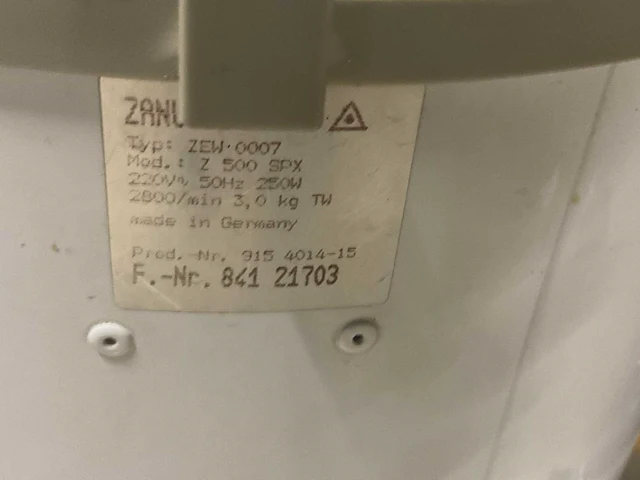 ZANU
Typ: ZEW·0007
Mod.: Z 500 SPX
220V∿ 50Hz 250W
2800/min 3,0 kg TW
made in Germany
Prod.-Nr. 915 4014-15
F.-Nr. 841 21703